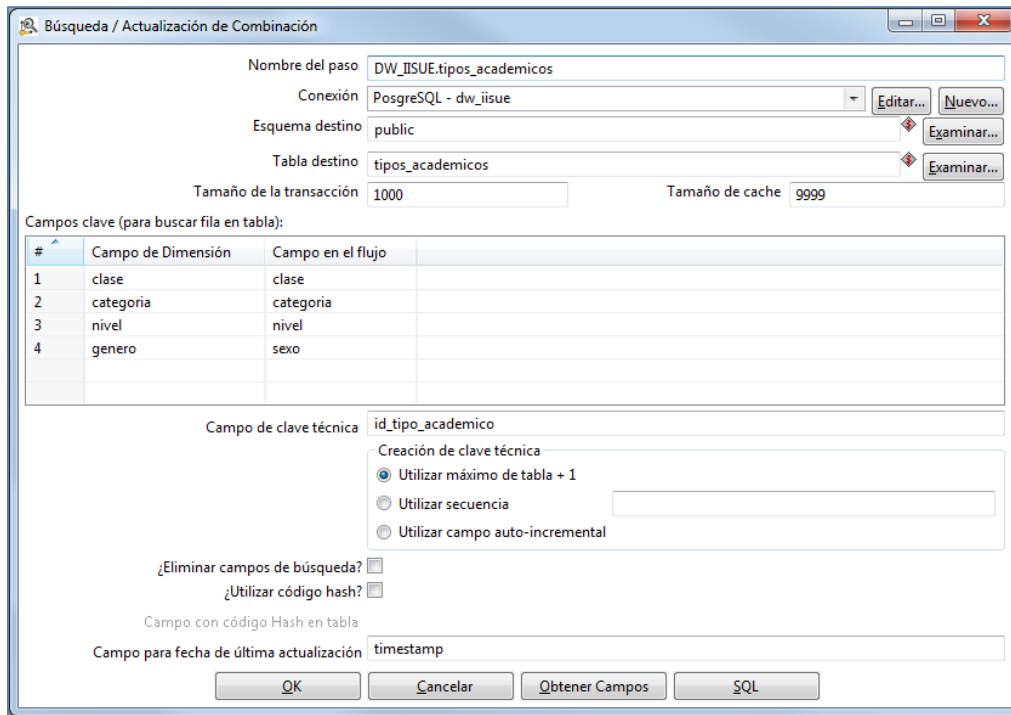 Búsqueda / Actualización de Combinación
Nombre del paso DW_IISUE.tipos_academicos
Conexión PosgreSQL - dw_iisue Editar... Nuevo...
Esquema destino public Examinar...
Tabla destino tipos_academicos Examinar...
Tamaño de la transacción 1000 Tamaño de cache 9999
Campos clave (para buscar fila en tabla):
# Campo de Dimensión Campo en el flujo
1 clase clase
2 categoria categoria
3 nivel nivel
4 genero sexo
Campo de clave técnica id_tipo_academico
Creación de clave técnica
Utilizar máximo de tabla + 1
Utilizar secuencia
Utilizar campo auto-incremental
¿Eliminar campos de búsqueda?
¿Utilizar código hash?
Campo con código Hash en tabla
Campo para fecha de última actualización timestamp
OK Cancelar Obtener Campos SQL